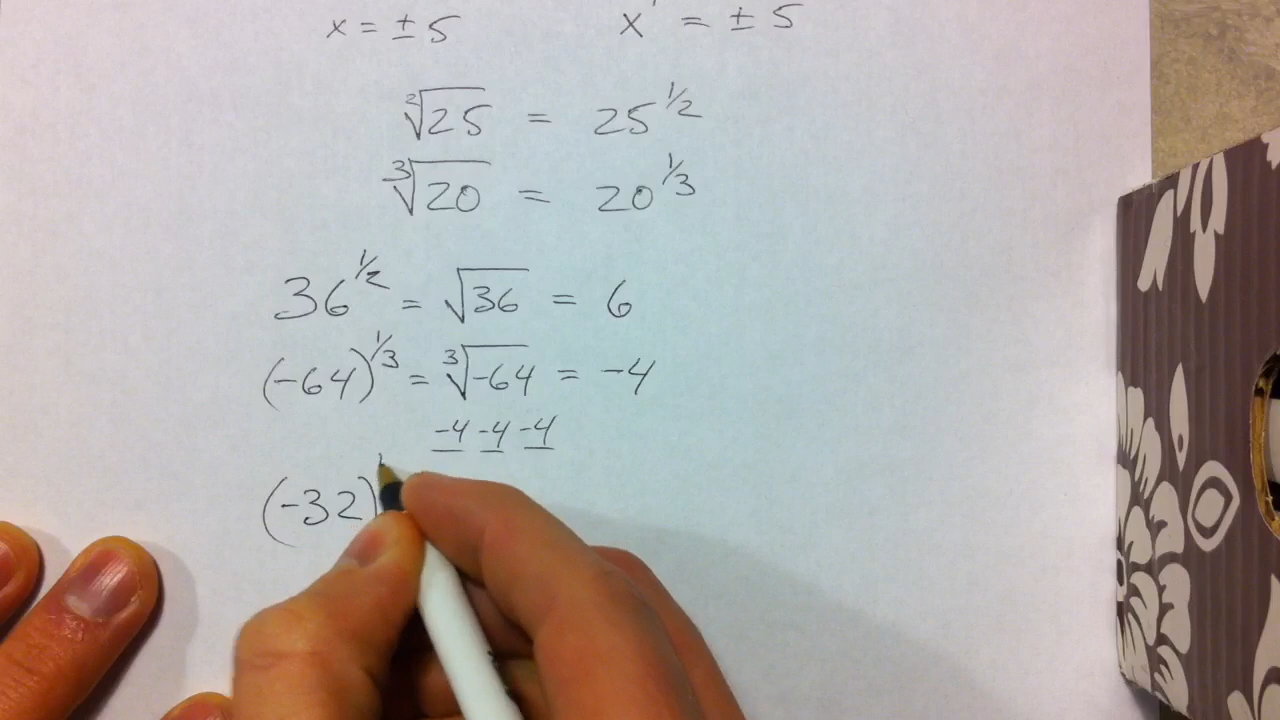 x = ± 5 x' = ± 5
²√25 = 25^1/2
³√20 = 20^1/3
36^1/2 = √36 = 6
(-64)^1/3 = ³√-64 = -4
-4 -4 -4
(-32)